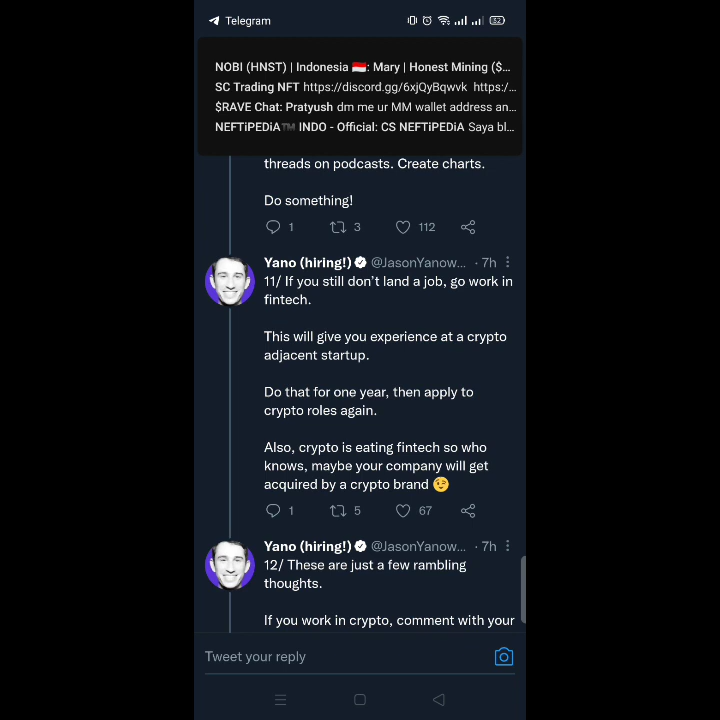 Telegram
52
NOBI (HNST) | Indonesia 🇮🇩: Mary | Honest Mining ($...
SC Trading NFT https://discord.gg/6xjQyBqwvk https:/...
$RAVE Chat: Pratyush dm me ur MM wallet address an...
NEFTiPEDiA™️ INDO - Official: CS NEFTiPEDiA Saya bl...
threads on podcasts. Create charts.
Do something!
1 3 112
Yano (hiring!) @JasonYanow... · 7h
11/ If you still don’t land a job, go work in
fintech.
This will give you experience at a crypto
adjacent startup.
Do that for one year, then apply to
crypto roles again.
Also, crypto is eating fintech so who
knows, maybe your company will get
acquired by a crypto brand 😉
1 5 67
Yano (hiring!) @JasonYanow... · 7h
12/ These are just a few rambling
thoughts.
If you work in crypto, comment with your
Tweet your reply